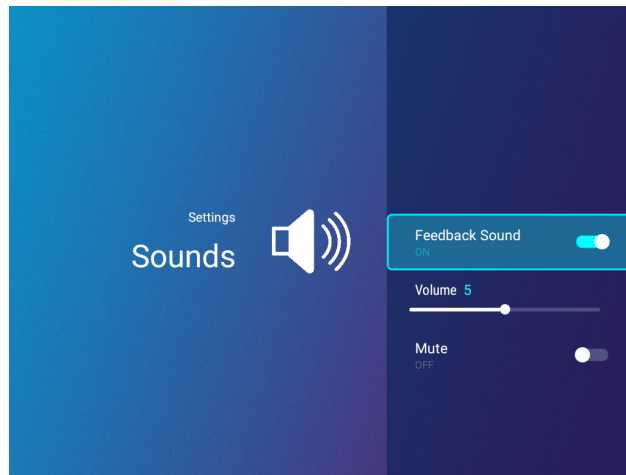 Settings
Sounds
Feedback Sound
ON
Volume 5
Mute
OFF